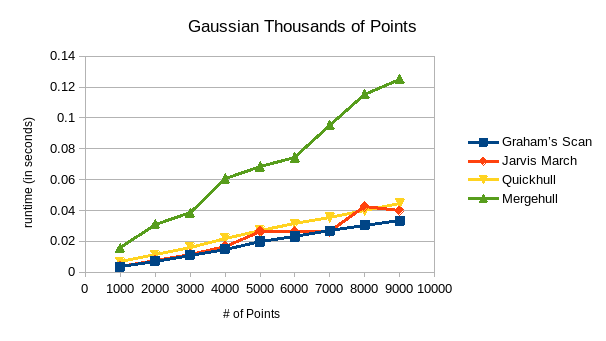 Gaussian Thousands of Points
0.14
0.12
0.1
0.08
0.06
0.04
0.02
0
runtime (in seconds)
0 1000 2000 3000 4000 5000 6000 7000 8000 9000 10000
# of Points
Graham's Scan
Jarvis March
Quickhull
Mergehull